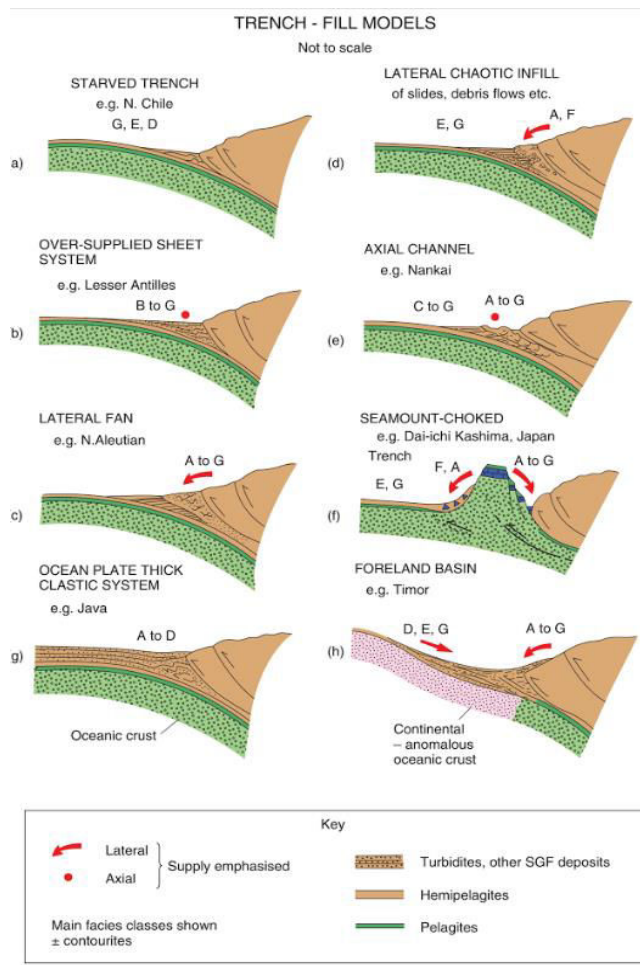 TRENCH - FILL MODELS
Not to scale
STARVED TRENCH
e.g. N. Chile
G, E, D
a)
LATERAL CHAOTIC INFILL
of slides, debris flows etc.
A, F
E, G
(d)
OVER-SUPPLIED SHEET
SYSTEM
e.g. Lesser Antilles
B to G
b)
AXIAL CHANNEL
e.g. Nankai
C to G
A to G
(e)
LATERAL FAN
e.g. N.Aleutian
A to G
c)
SEAMOUNT-CHOKED
e.g. Dai-ichi Kashima, Japan
Trench
F, A
A to G
E, G
(f)
OCEAN PLATE THICK
CLASTIC SYSTEM
e.g. Java
A to D
g)
Oceanic crust
FORELAND BASIN
e.g. Timor
D, E, G
A to G
(h)
Continental
– anomalous
oceanic crust
Key
Lateral
Axial
Supply emphasised
Main facies classes shown
± contourites
Turbidites, other SGF deposits
Hemipelagites
Pelagites